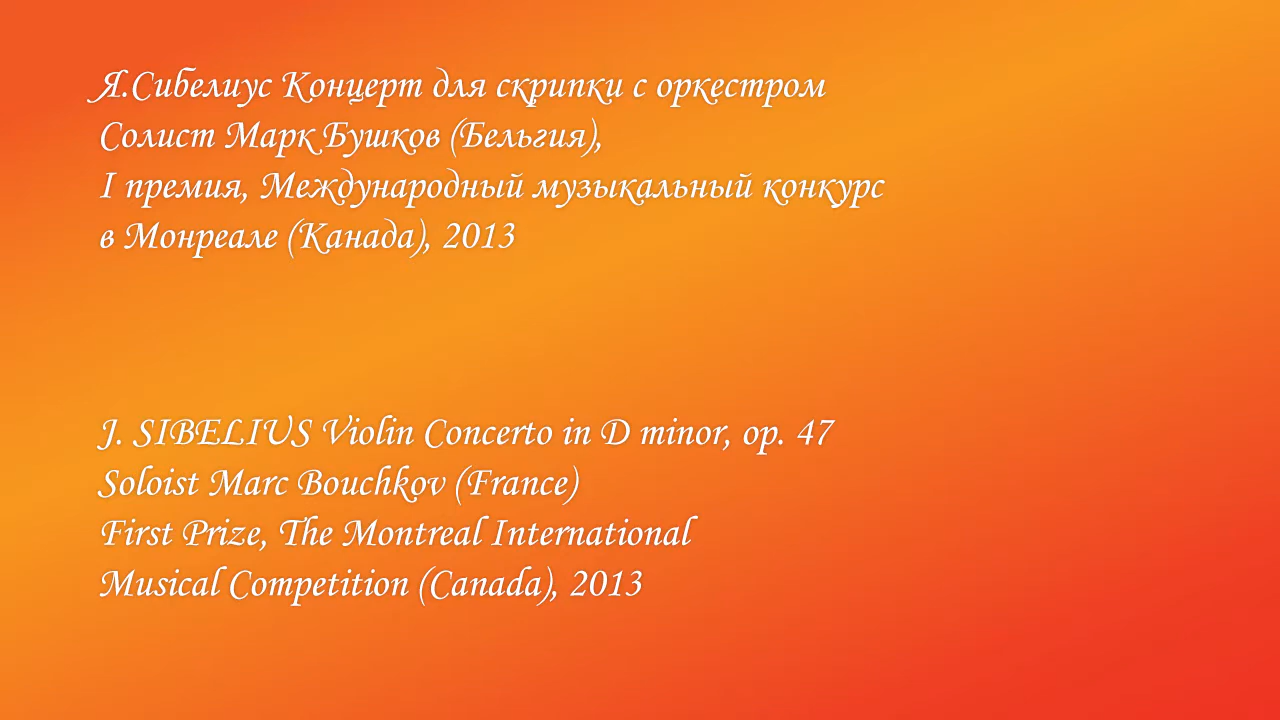 Я.Сибелиус Концерт для скрипки с оркестром
Солист Марк Бушков (Бельгия),
I премия, Международный музыкальный конкурс
в Монреале (Канада), 2013
J. SIBELIUS Violin Concerto in D minor, op. 47
Soloist Marc Bouchkov (France)
First Prize, The Montreal International
Musical Competition (Canada), 2013